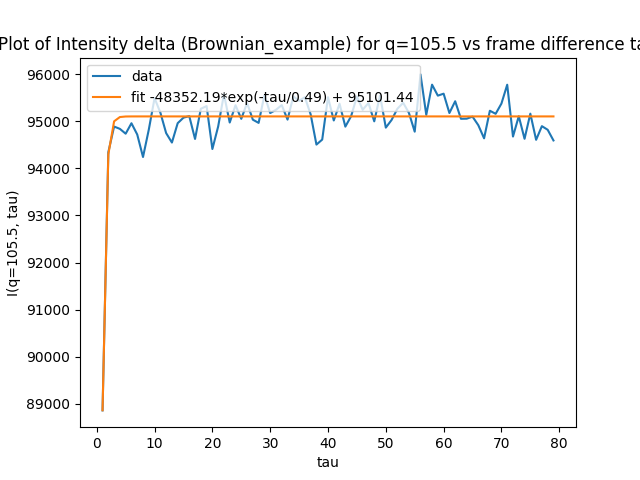 Plot of Intensity delta (Brownian_example) for q=105.5 vs frame difference
data
fit -48352.19*exp(-tau/0.49) + 95101.44
96000
95000
94000
93000
92000
91000
90000
89000
I(q=105.5, tau)
0 10 20 30 40 50 60 70 80
tau